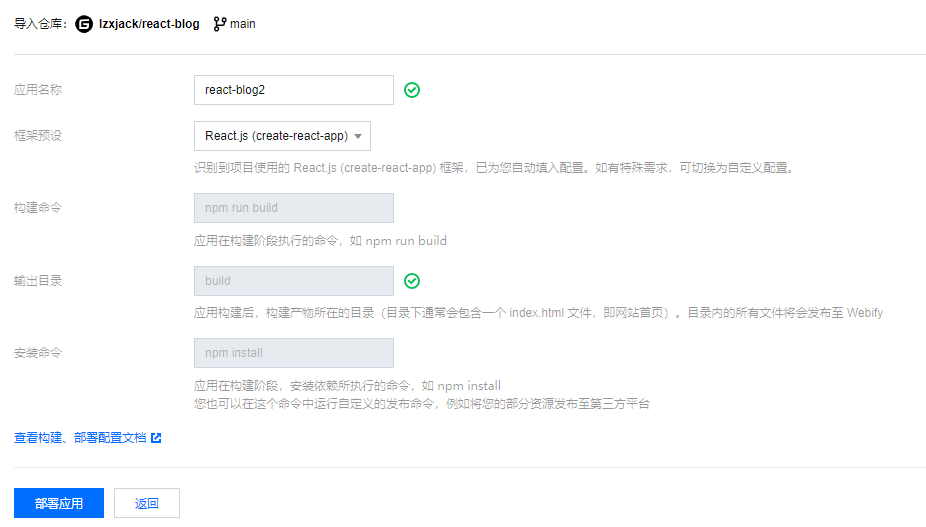 导入仓库： lzxjack/react-blog main
应用名称 react-blog2
框架预设 React.js (create-react-app)
识别到项目使用的 React.js (create-react-app) 框架，已为您自动填入配置。如有特殊需求，可切换为自定义配置。
构建命令 npm run build
应用在构建阶段执行的命令，如 npm run build
输出目录 build
应用构建后，构建产物所在的目录（目录下通常会包含一个 index.html 文件，即网站首页）。目录内的所有文件将会发布至 Webify
安装命令 npm install
应用在构建阶段，安装依赖所执行的命令，如 npm install
您也可以在这个命令中运行自定义的发布命令，例如将您的部分资源发布至第三方平台
查看构建、部署配置文档
部署应用 返回